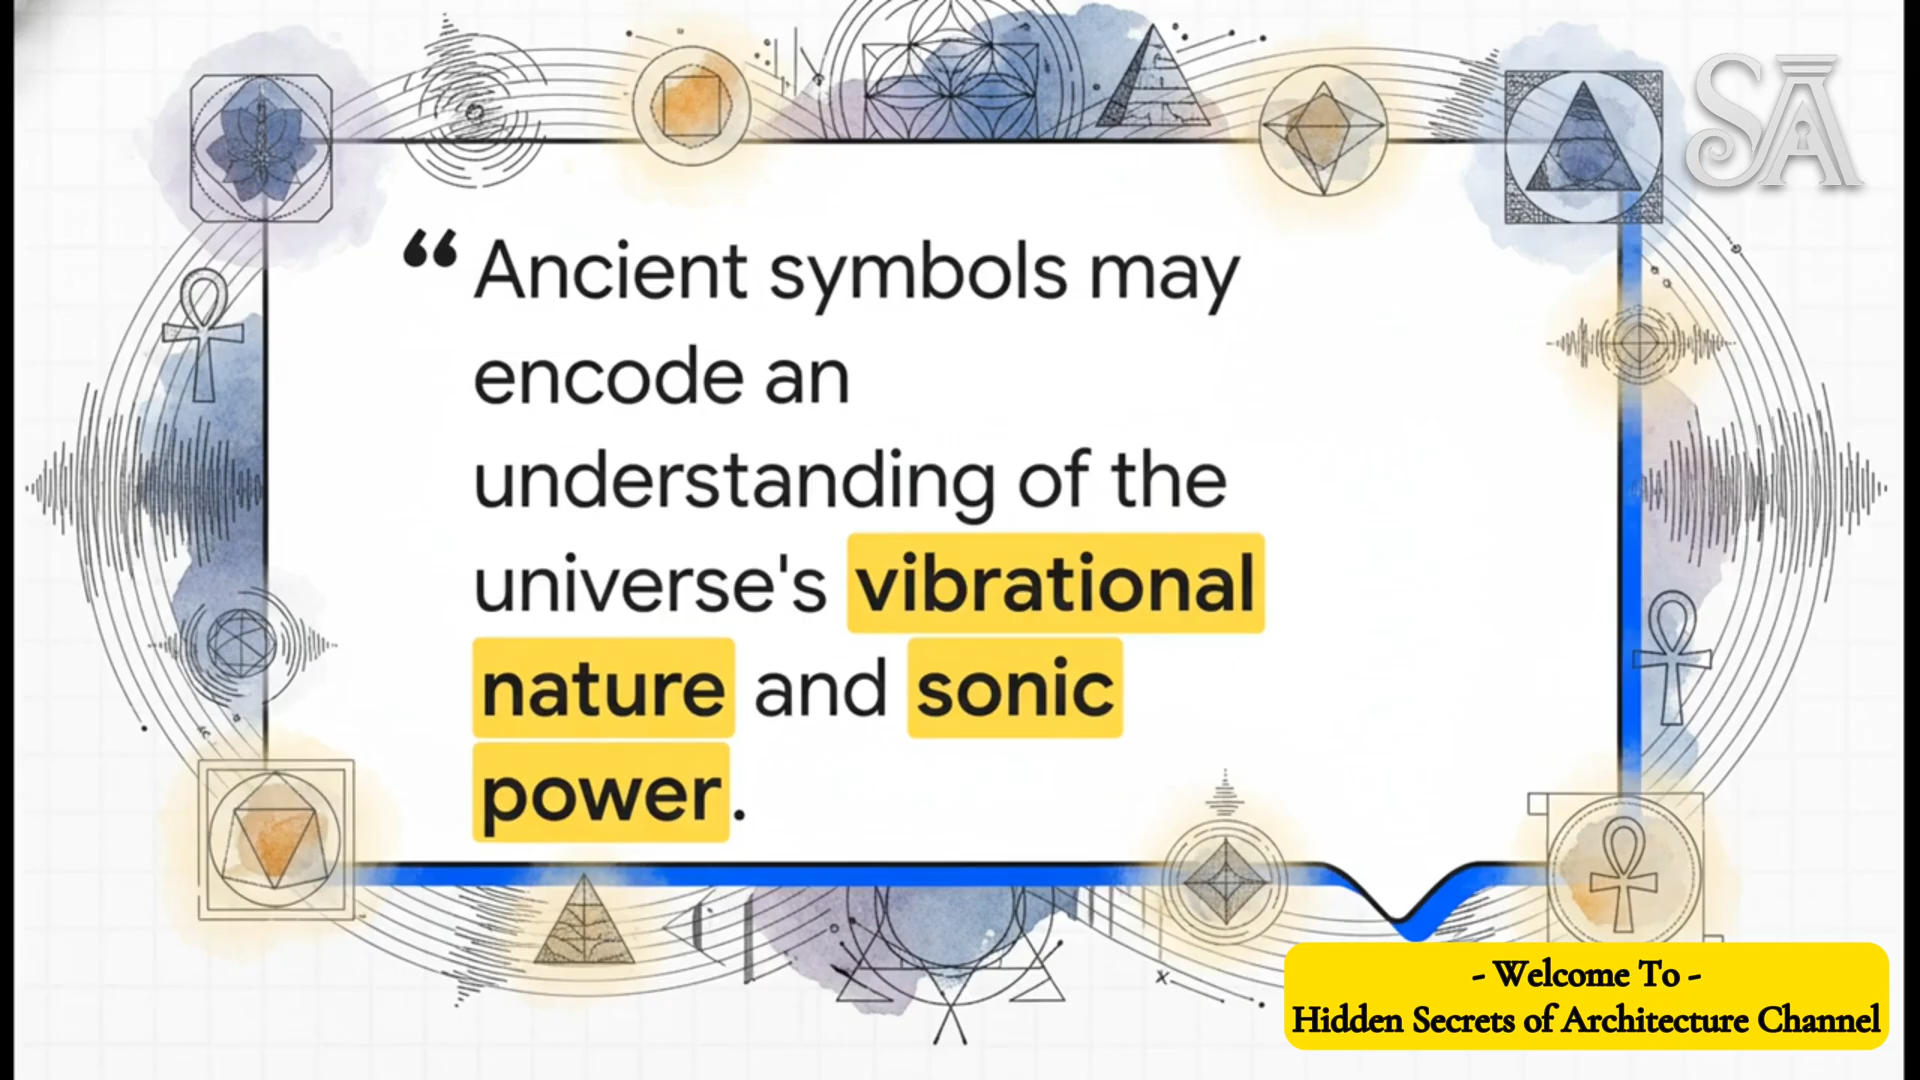 SA
“Ancient symbols may
encode an
understanding of the
universe's vibrational
nature and sonic
power.
- Welcome To -
Hidden Secrets of Architecture Channel